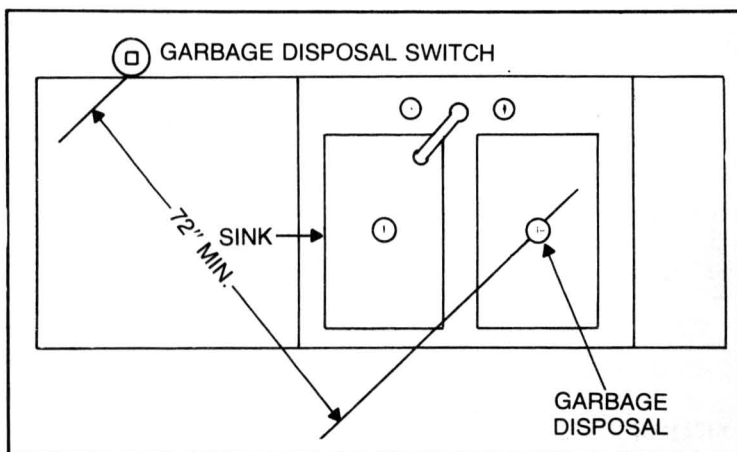 GARBAGE DISPOSAL SWITCH
72" MIN.
SINK
GARBAGE
DISPOSAL